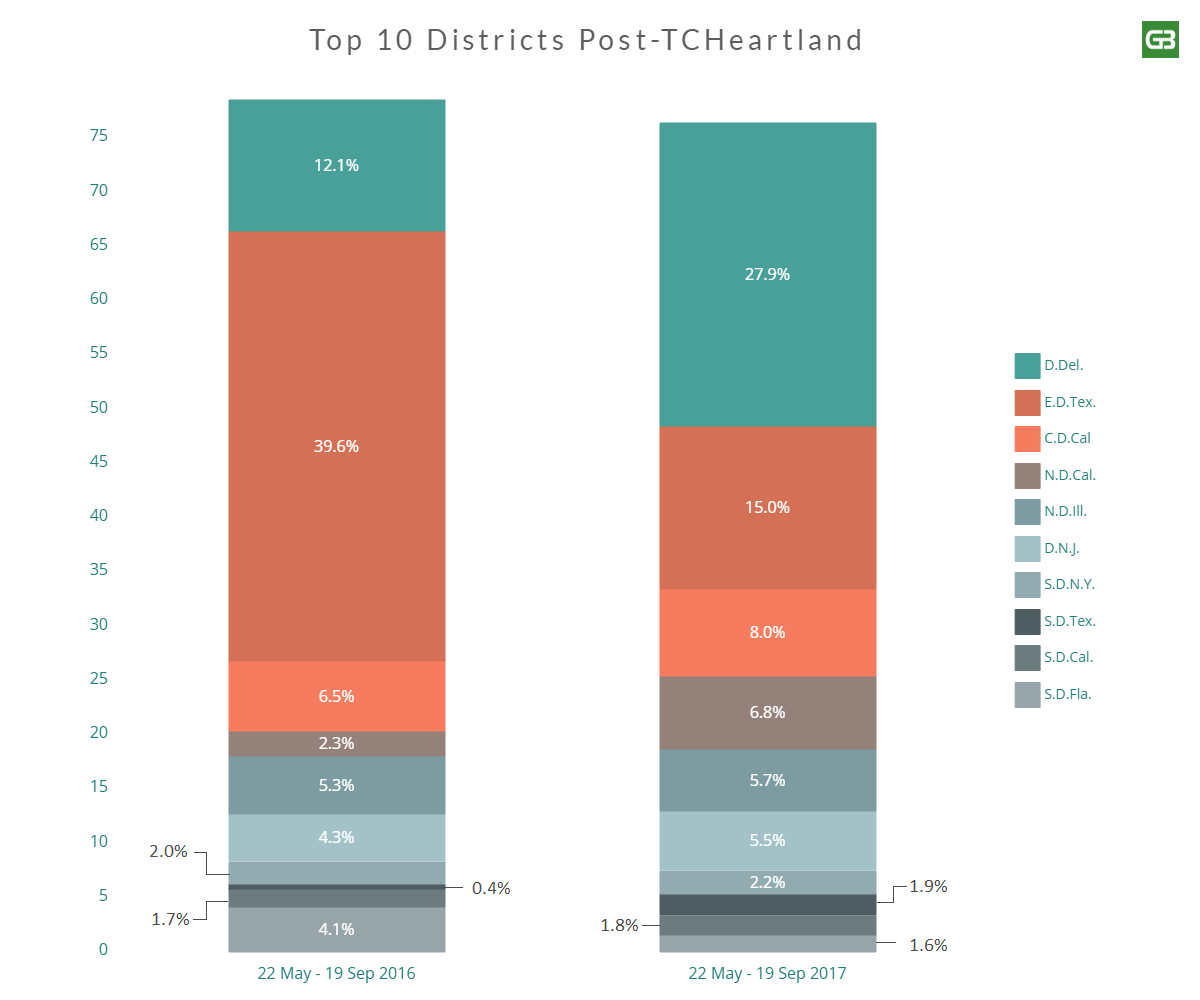 Top 10 Districts Post-TCHeartland
GB
75
70
65
60
55
50
45
40
35
30
25
20
15
10
5
0
12.1%
39.6%
6.5%
2.3%
5.3%
4.3%
2.0%
0.4%
1.7%
4.1%
22 May - 19 Sep 2016
27.9%
15.0%
8.0%
6.8%
5.7%
5.5%
2.2%
1.9%
1.8%
1.6%
22 May - 19 Sep 2017
D.Del.
E.D.Tex.
C.D.Cal
N.D.Cal.
N.D.Ill.
D.N.J.
S.D.N.Y.
S.D.Tex.
S.D.Cal.
S.D.Fla.